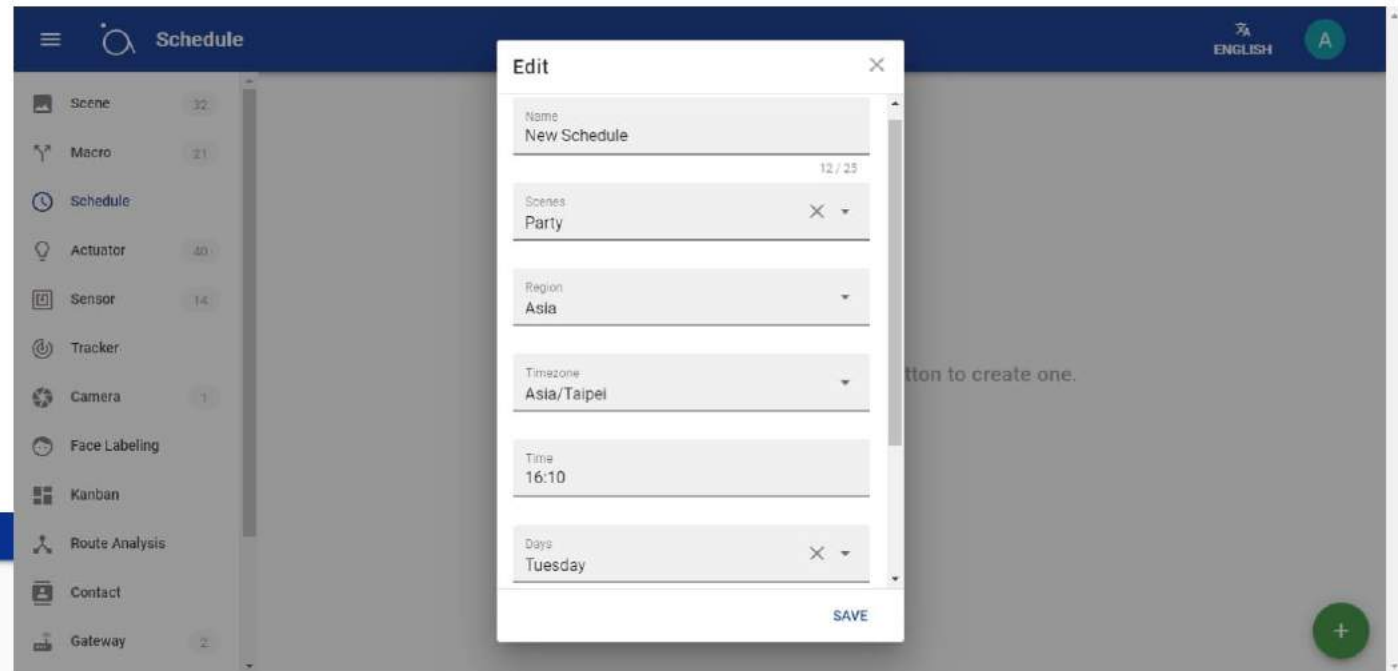 Schedule
ENGLISH
A
Scene 32
Macro 21
Schedule
Actuator 40
Sensor 14
Tracker
Camera 1
Face Labeling
Kanban
Route Analysis
Contact
Gateway 2
Edit
Name
New Schedule
12 / 25
Scenes
Party
Region
Asia
Timezone
Asia/Taipei
Time
16:10
Days
Tuesday
SAVE
tton to create one.